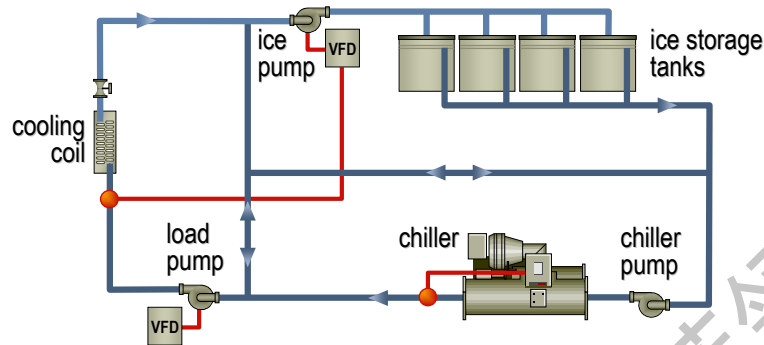 ice
pump
VFD
ice storage
tanks
cooling
coil
load
pump
VFD
chiller
chiller
pump